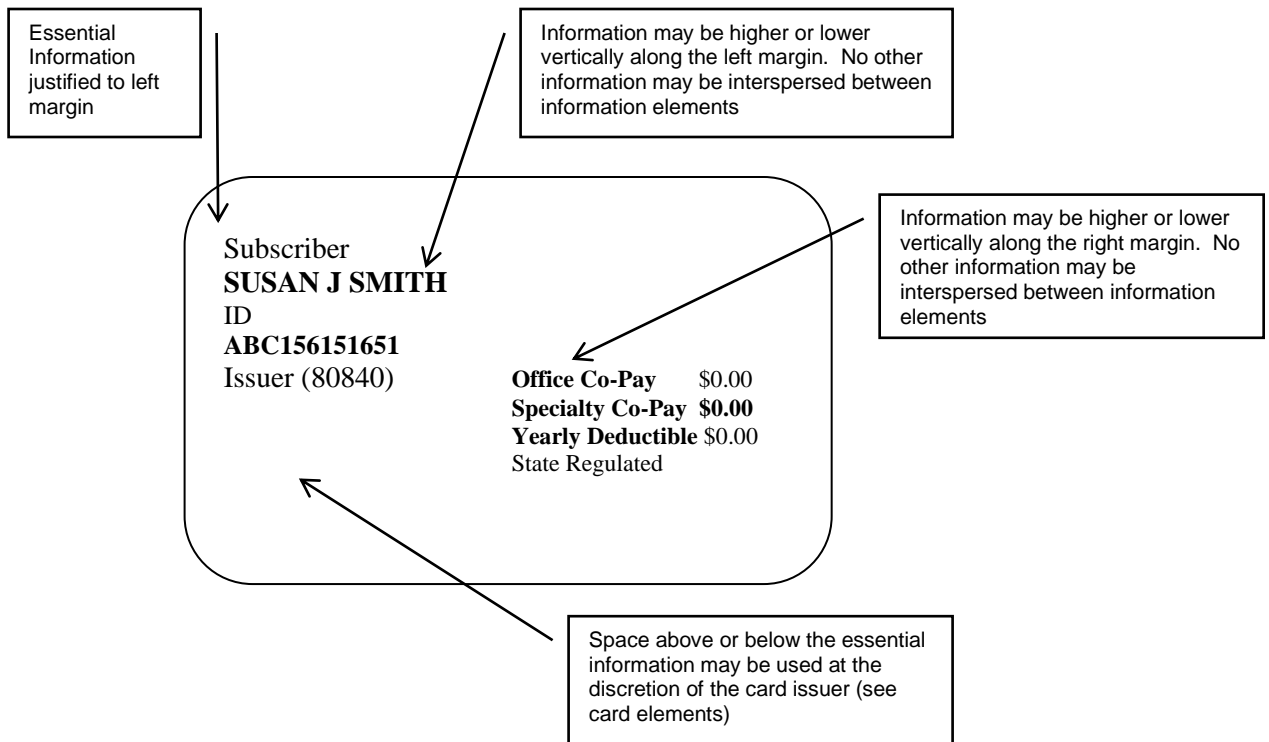 Essential
Information
justified to left
margin
Information may be higher or lower
vertically along the left margin. No other
information may be interspersed between
information elements
Subscriber
SUSAN J SMITH
ID
ABC156151651
Issuer (80840)
Information may be higher or lower
vertically along the right margin. No
other information may be
interspersed between information
elements
Office Co-Pay $0.00
Specialty Co-Pay $0.00
Yearly Deductible $0.00
State Regulated
Space above or below the essential
information may be used at the
discretion of the card issuer (see
card elements)